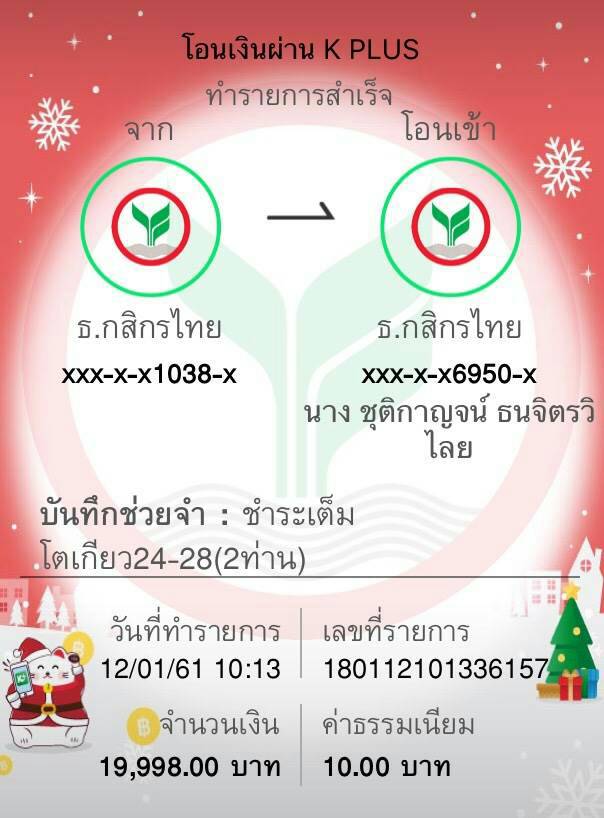 โอนเงินผ่าน K PLUS
ทำรายการสำเร็จ
จาก
โอนเข้า
ธ.กสิกรไทย
ธ.กสิกรไทย
xxx-x-x1038-x
xxx-x-x6950-x
นาง ชุติกาญจน์ ธนจิตรวิ
ไลย
บันทึกช่วยจำ : ชำระเต็ม
โตเกียว24-28(2ท่าน)
วันที่ทำรายการ
เลขที่รายการ
12/01/61 10:13
180112101336157
จำนวนเงิน
ค่าธรรมเนียม
19,998.00 บาท
10.00 บาท